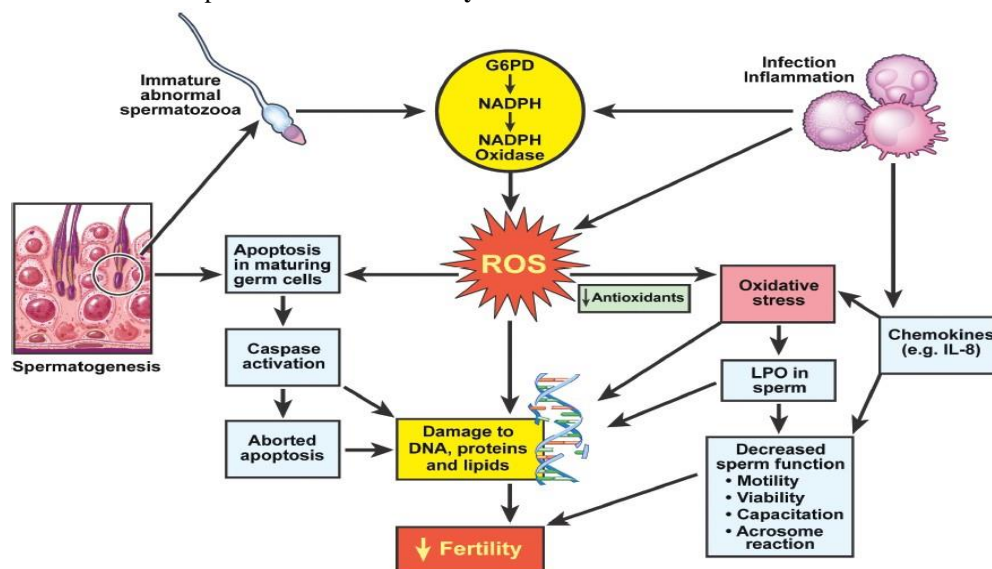 Immature
abnormal
spermatozooa
G6PD
NADPH
NADPH
Oxidase
Infection
Inflammation
Spermatogenesis
Apoptosis
in maturing
germ cells
ROS
↓Antioxidants
Oxidative
stress
Chemokines
(e.g. IL-8)
Caspase
activation
LPO in
sperm
Aborted
apoptosis
Damage to
DNA, proteins
and lipids
Decreased
sperm function
• Motility
• Viability
• Capacitation
• Acrosome
reaction
↓ Fertility